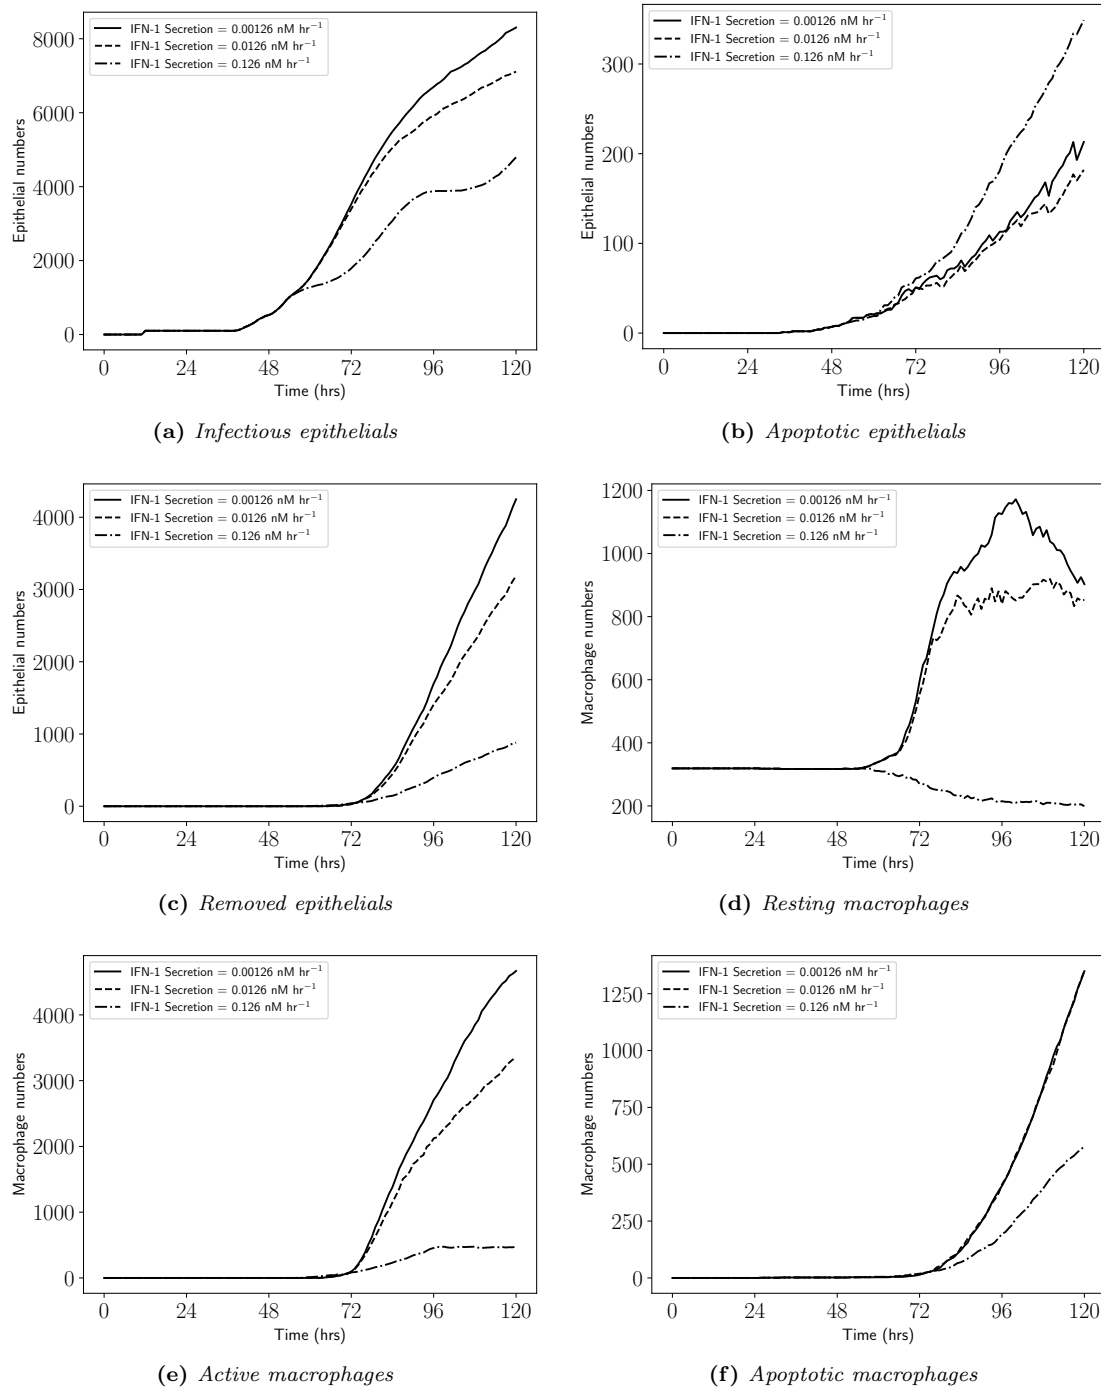 IFN-1 Secretion = 0.00126 nM hr⁻¹
IFN-1 Secretion = 0.0126 nM hr⁻¹
IFN-1 Secretion = 0.126 nM hr⁻¹
Epithelial numbers
8000
6000
4000
2000
0
0 24 48 72 96 120
Time (hrs)
(a) Infectious epithelials
IFN-1 Secretion = 0.00126 nM hr⁻¹
IFN-1 Secretion = 0.0126 nM hr⁻¹
IFN-1 Secretion = 0.126 nM hr⁻¹
Epithelial numbers
300
200
100
0
0 24 48 72 96 120
Time (hrs)
(b) Apoptotic epithelials
IFN-1 Secretion = 0.00126 nM hr⁻¹
IFN-1 Secretion = 0.0126 nM hr⁻¹
IFN-1 Secretion = 0.126 nM hr⁻¹
Epithelial numbers
4000
3000
2000
1000
0
0 24 48 72 96 120
Time (hrs)
(c) Removed epithelials
IFN-1 Secretion = 0.00126 nM hr⁻¹
IFN-1 Secretion = 0.0126 nM hr⁻¹
IFN-1 Secretion = 0.126 nM hr⁻¹
Macrophage numbers
1200
1000
800
600
400
200
0 24 48 72 96 120
Time (hrs)
(d) Resting macrophages
IFN-1 Secretion = 0.00126 nM hr⁻¹
IFN-1 Secretion = 0.0126 nM hr⁻¹
IFN-1 Secretion = 0.126 nM hr⁻¹
Macrophage numbers
4000
3000
2000
1000
0
0 24 48 72 96 120
Time (hrs)
(e) Active macrophages
IFN-1 Secretion = 0.00126 nM hr⁻¹
IFN-1 Secretion = 0.0126 nM hr⁻¹
IFN-1 Secretion = 0.126 nM hr⁻¹
Macrophage numbers
1250
1000
750
500
250
0
0 24 48 72 96 120
Time (hrs)
(f) Apoptotic macrophages